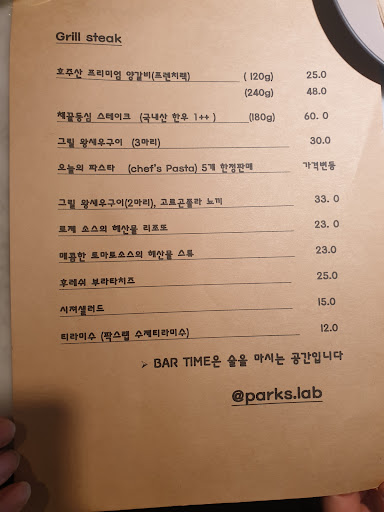 Grill steak
호주산 프리미엄 양갈비(프렌치렉) (120g) 25.0
(240g) 48.0
채끝등심 스테이크 (국내산 한우 1++) (180g) 60. 0
그릴 왕새우구이 (3마리) 30.0
오늘의 파스타 (chef's Pasta) 5개 한정판매 가격변동
그릴 왕새우구이(2마리), 고르곤졸라 뇨끼 33. 0
로제 소스의 해산물 리조또 23. 0
매콤한 토마토소스의 해산물 스튜 23.0
후레쉬 부라타치즈 25.0
시저샐러드 15.0
티라미수 (팍스랩 수제티라미수) 12.0
➢ BAR TIME은 술을 마시는 공간입니다
@parks.lab